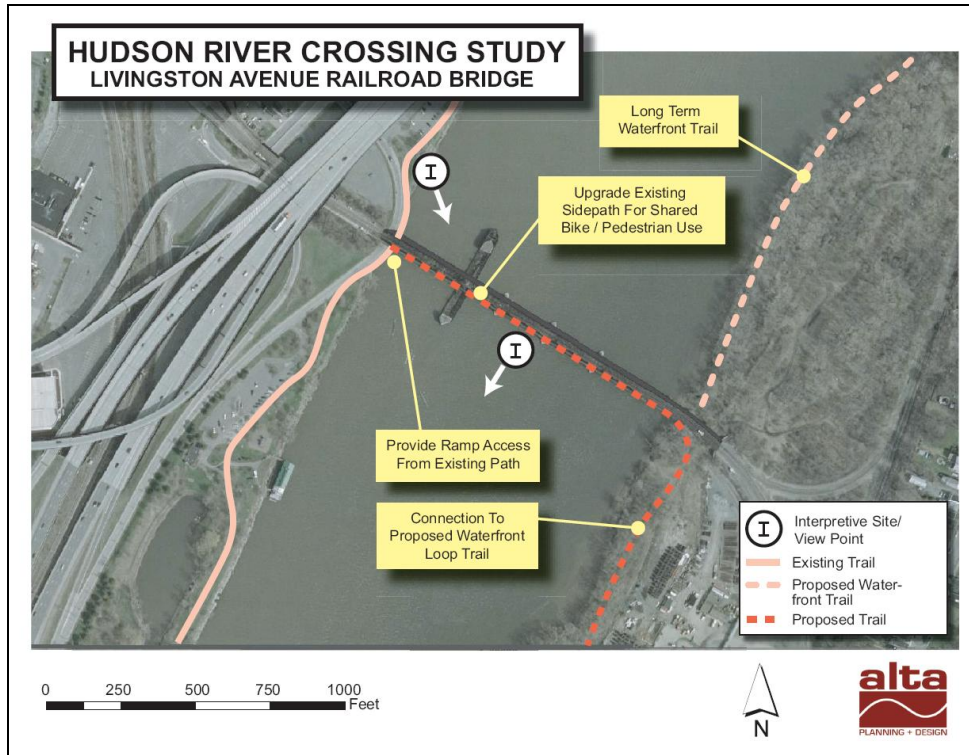 HUDSON RIVER CROSSING STUDY
LIVINGSTON AVENUE RAILROAD BRIDGE
Long Term
Waterfront Trail
I
Upgrade Existing
Sidepath For Shared
Bike / Pedestrian Use
I
Provide Ramp Access
From Existing Path
Connection To
Proposed Waterfront
Loop Trail
I
Interpretive Site/
View Point
Existing Trail
Proposed Water-
front Trail
Proposed Trail
0 250 500 750 1000
Feet
N
alta
PLANNING + DESIGN